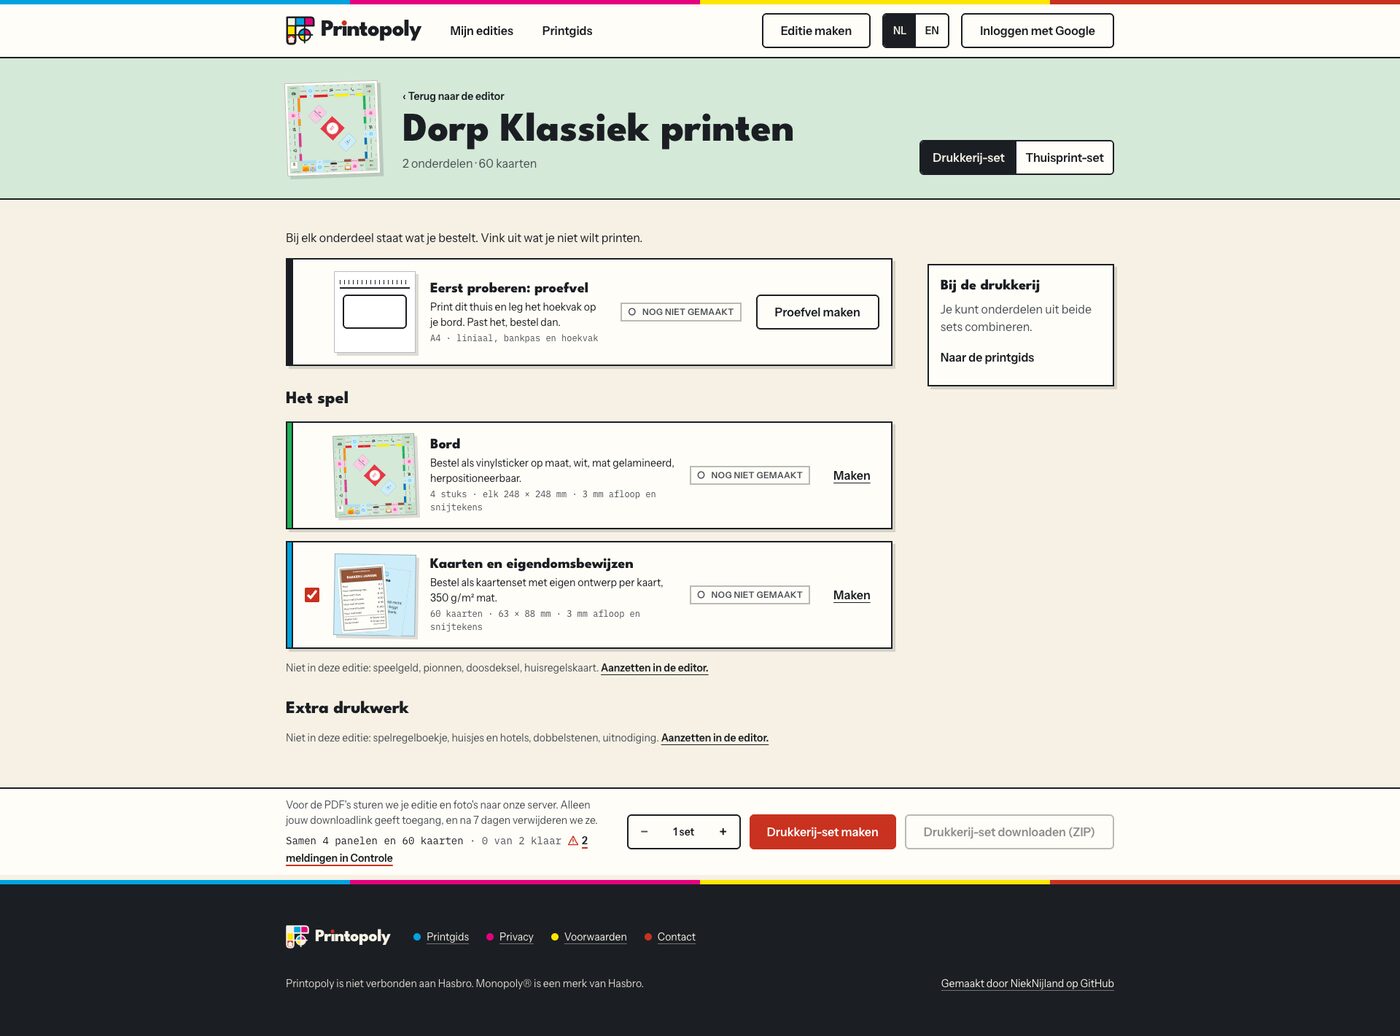 Printopoly
Mijn edities
Printgids
Editie maken
NL
EN
Inloggen met Google
‹ Terug naar de editor
Dorp Klassiek printen
2 onderdelen · 60 kaarten
Drukkerij-set
Thuisprint-set
Bij elk onderdeel staat wat je bestelt. Vink uit wat je niet wilt printen.
Eerst proberen: proefvel
Print dit thuis en leg het hoekvak op
je bord. Past het, bestel dan.
A4 · liniaal, bankpas en hoekvak
NOG NIET GEMAAKT
Proefvel maken
Bij de drukkerij
Je kunt onderdelen uit beide
sets combineren.
Naar de printgids
Het spel
Bord
Bestel als vinylsticker op maat, wit, mat gelamineerd,
herpositioneerbaar.
4 stuks · elk 248 × 248 mm · 3 mm afloop en
snijtekens
NOG NIET GEMAAKT
Maken
Kaarten en eigendomsbewijzen
Bestel als kaartenset met eigen ontwerp per kaart,
350 g/m² mat.
60 kaarten · 63 × 88 mm · 3 mm afloop en
snijtekens
NOG NIET GEMAAKT
Maken
Niet in deze editie: speelgeld, pionnen, doosdeksel, huisregelskaart. Aanzetten in de editor.
Extra drukwerk
Niet in deze editie: spelregelboekje, huisjes en hotels, dobbelstenen, uitnodiging. Aanzetten in de editor.
Voor de PDF's sturen we je editie en foto's naar onze server. Alleen
jouw downloadlink geeft toegang, en na 7 dagen verwijderen we ze.
Samen 4 panelen en 60 kaarten · 0 van 2 klaar ⚠ 2
meldingen in Controle
− 1 set +
Drukkerij-set maken
Drukkerij-set downloaden (ZIP)
Printopoly
Printgids
Privacy
Voorwaarden
Contact
Printopoly is niet verbonden aan Hasbro. Monopoly® is een merk van Hasbro.
Gemaakt door NiekNijland op GitHub